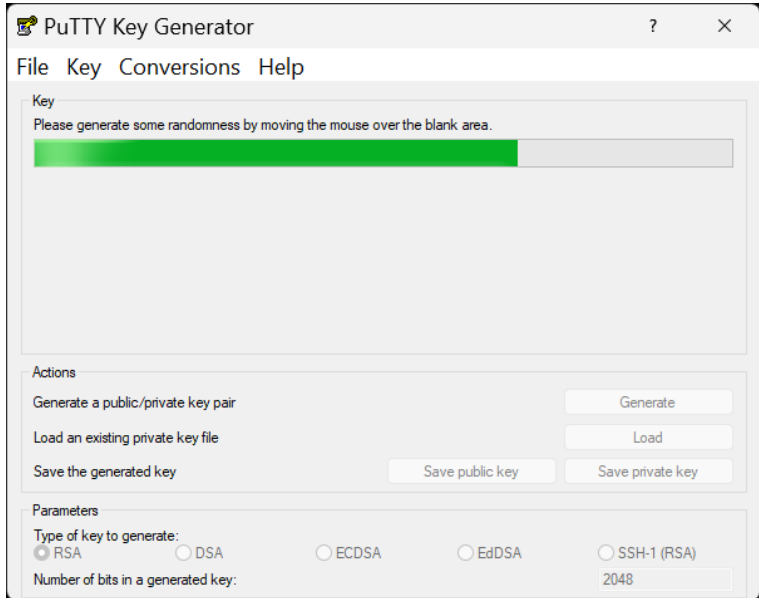 PuTTY Key Generator ?
File Key Conversions Help
Key
Please generate some randomness by moving the mouse over the blank area.
Actions
Generate a public/private key pair Generate
Load an existing private key file Load
Save the generated key Save public key Save private key
Parameters
Type of key to generate:
RSA DSA ECDSA EdDSA SSH-1 (RSA)
Number of bits in a generated key: 2048